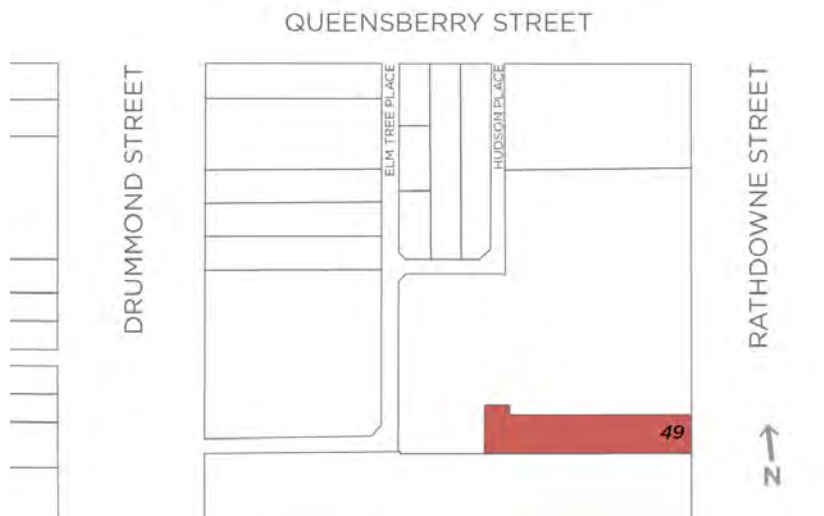 QUEENSBERRY STREET
DRUMMOND STREET
ELM TREE PLACE
HUDSON PLACE
RATHDOWNE STREET
49
N